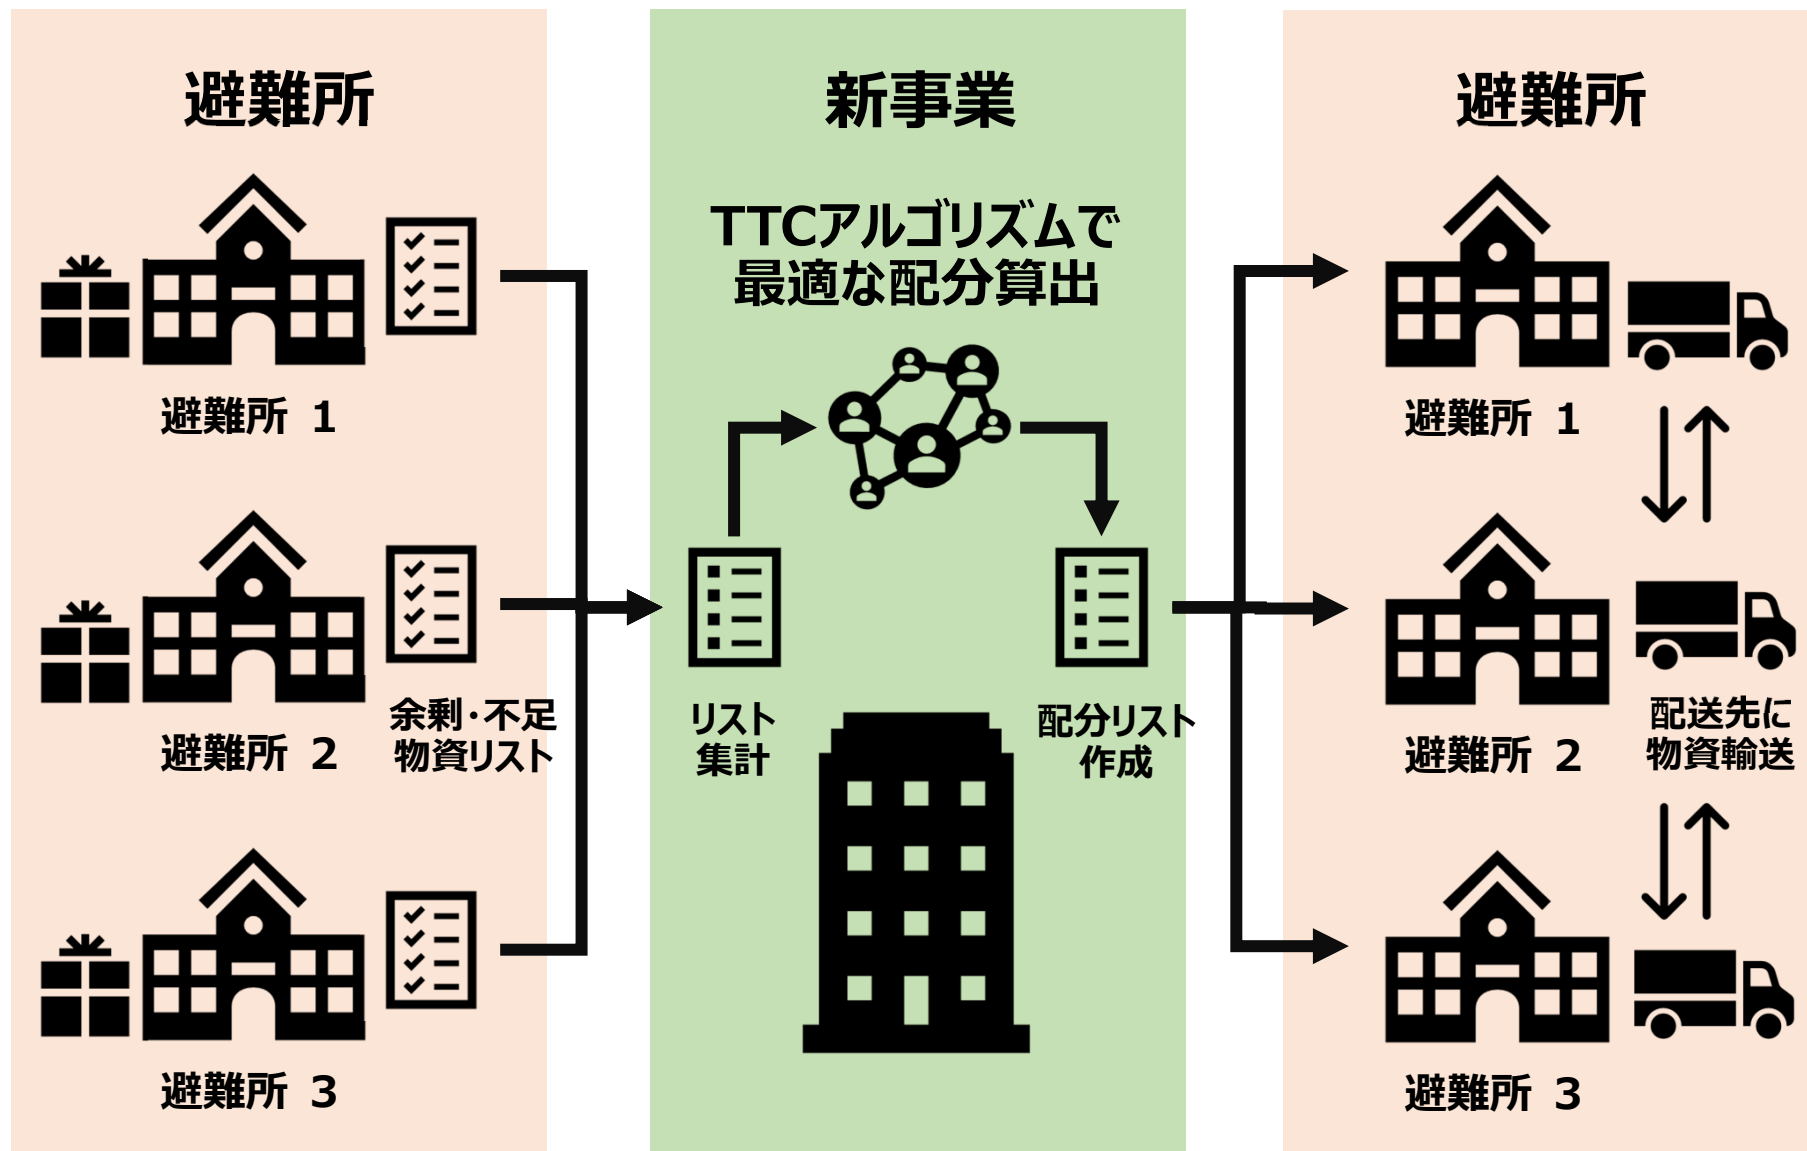 避難所
避難所 1
避難所 2
余剰・不足
物資リスト
避難所 3
新事業
TTCアルゴリズムで
最適な配分算出
リスト
集計
配分リスト
作成
避難所
避難所 1
避難所 2
配送先に
物資輸送
避難所 3